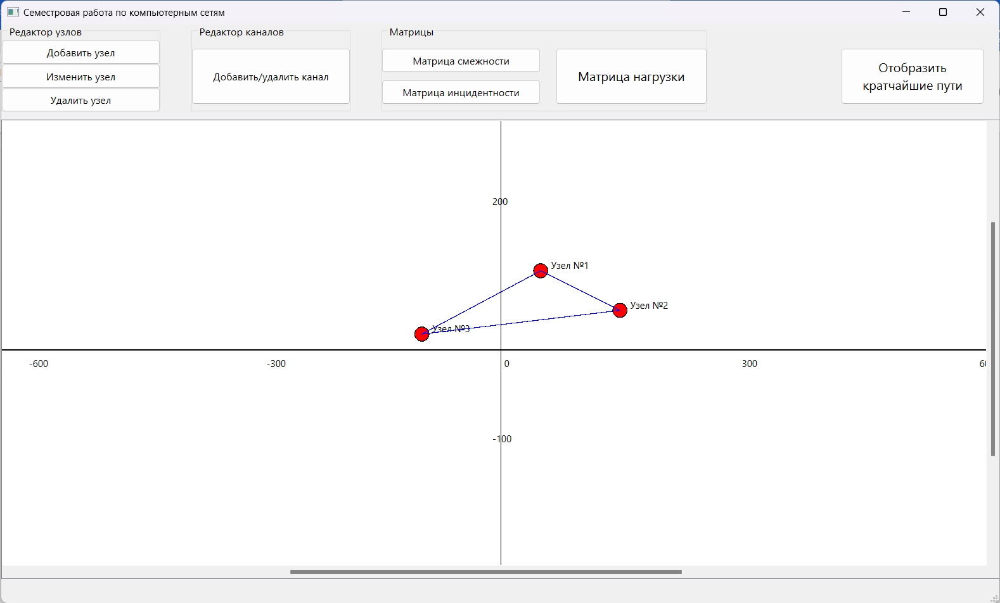 Семестровая работа по компьютерным сетям
Редактор узлов
Добавить узел
Изменить узел
Удалить узел
Редактор каналов
Добавить/удалить канал
Матрицы
Матрица смежности
Матрица инцидентности
Матрица нагрузки
Отобразить
кратчайшие пути
200
Узел №1
Узел №2
Узел №3
-600
-300
0
300
-100